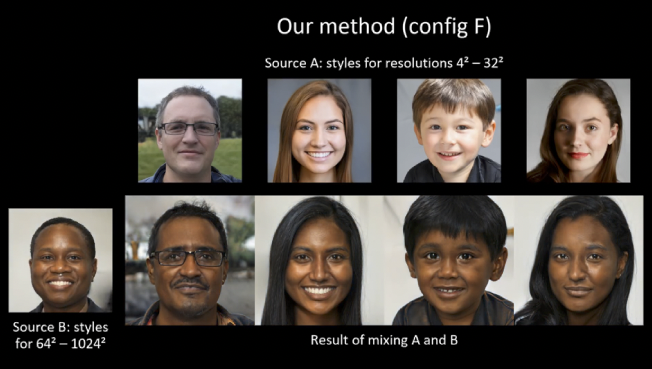 Our method (config F)
Source A: styles for resolutions 4² – 32²
Source B: styles
for 64² – 1024²
Result of mixing A and B